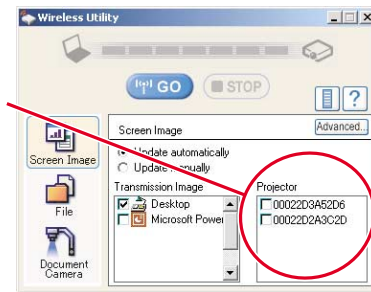 Wireless Utility
GO
STOP
?
Screen Image
Advanced...
Update automatically
Update manually
Screen Image
Transmission Image
Projector
Desktop
00022D3A52D6
Microsoft Power
00022D2A3C2D
File
Document
Camera